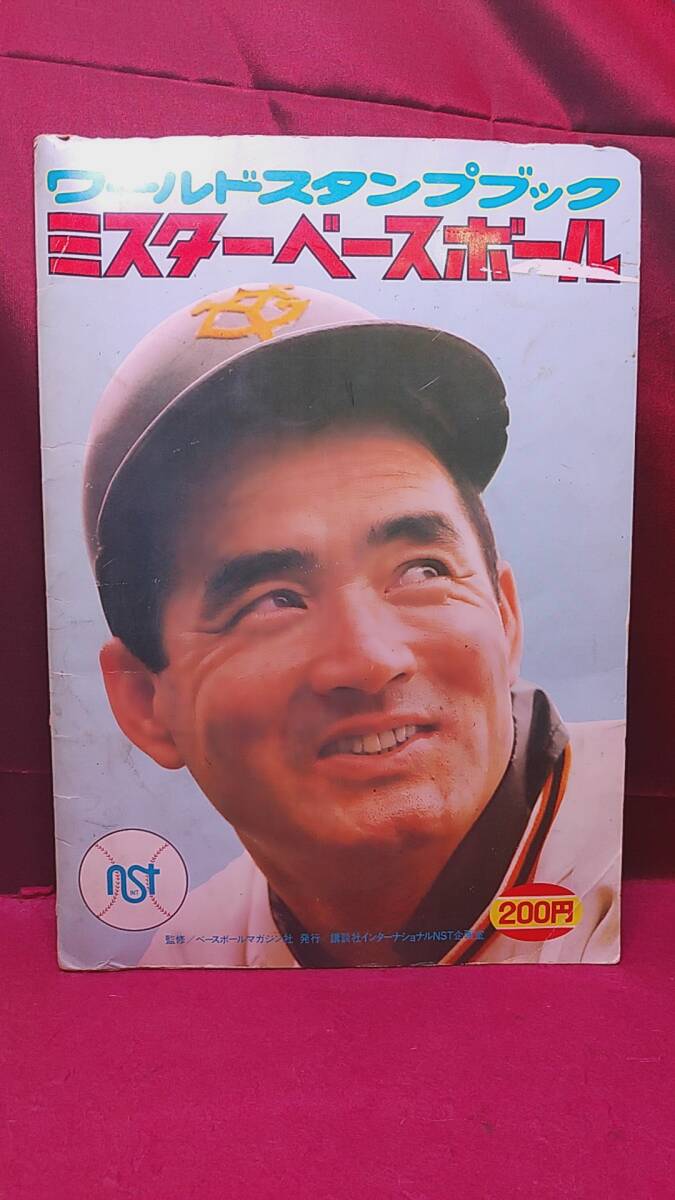 ワールドスタンプブック
ミスターベースボール
nst
INT
200円
監修/ベースボールマガジン社 発行 講談社インターナショナルNST企画室